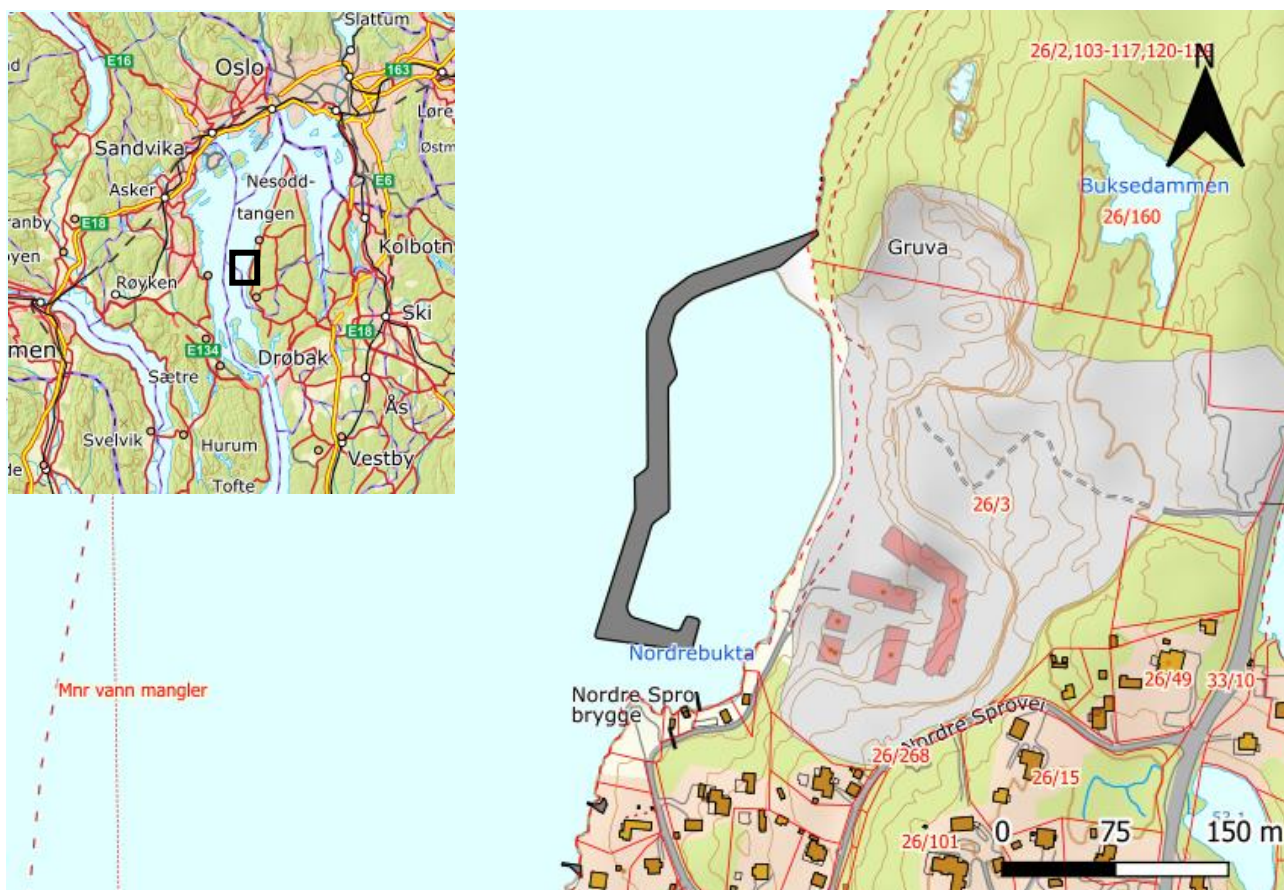 Slattum
E16
Oslo
163
Løre
Sandvika
Østm
Asker
Nesodd-
tangen
E6
ranby
E18
øyen
Kolbotn
Røyken
Ski
men
E134
E18
Drøbak
Sætre
Ås
Svelvik
Hurum
Vestby
de
Tofte
26/2,103-117,120-129
N
Buksedammen
26/160
Gruva
26/3
Nordrebukta
Mnr vann mangler
Nordre Spro
brygge
26/49
33/10
Nordre Sprovei
26/268
26/15
26/101
0 75 150 m